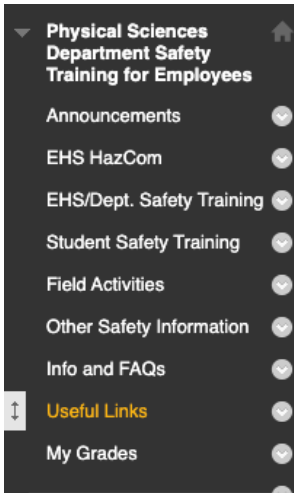 Physical Sciences
Department Safety
Training for Employees
Announcements
EHS HazCom
EHS/Dept. Safety Training
Student Safety Training
Field Activities
Other Safety Information
Info and FAQs
Useful Links
My Grades